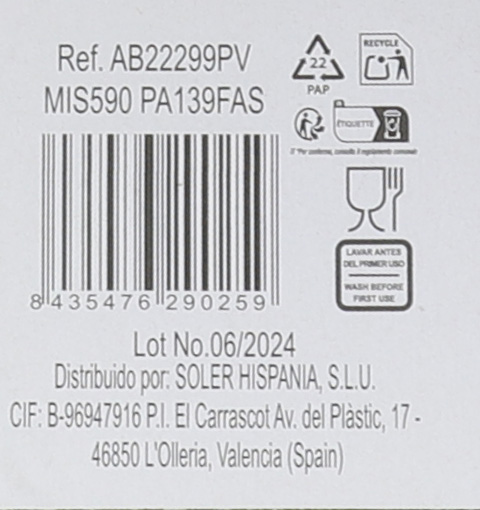 Ref. AB22299PV
MIS590 PA139FAS
8 435476 290259
22
PAP
RECYCLE
ÉTIQUETTE
LAVAR ANTES
DEL PRIMER USO
WASH BEFORE
FIRST USE
Lot No.06/2024
Distribuido por: SOLER HISPANIA, S.L.U.
CIF: B-96947916 P.I. El Carrascot Av. del Plàstic, 17 -
46850 L'Olleria, Valencia (Spain)